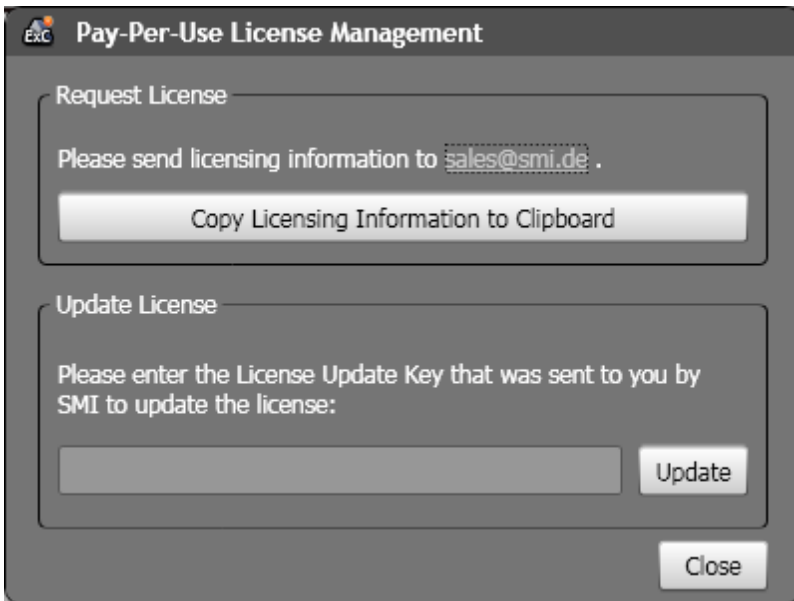 ExC Pay-Per-Use License Management
Request License
Please send licensing information to sales@smi.de .
Copy Licensing Information to Clipboard
Update License
Please enter the License Update Key that was sent to you by
SMI to update the license:
Update
Close